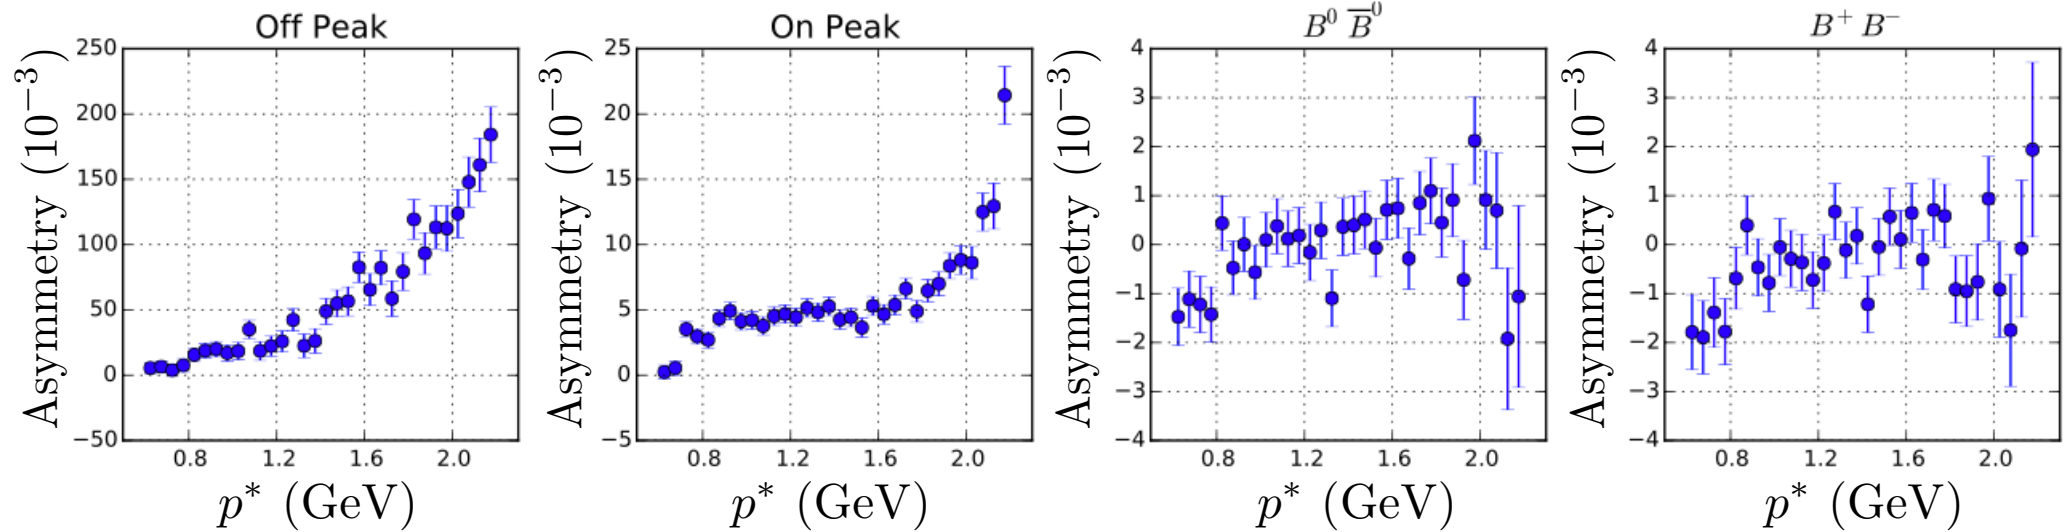 Off Peak
Asymmetry (10⁻³)
250
200
150
100
50
0
−50
0.8 1.2 1.6 2.0
p* (GeV)
On Peak
Asymmetry (10⁻³)
25
20
15
10
5
0
−5
0.8 1.2 1.6 2.0
p* (GeV)
B⁰ B̅⁰
Asymmetry (10⁻³)
4
3
2
1
0
−1
−2
−3
−4
0.8 1.2 1.6 2.0
p* (GeV)
B⁺ B⁻
Asymmetry (10⁻³)
4
3
2
1
0
−1
−2
−3
−4
0.8 1.2 1.6 2.0
p* (GeV)